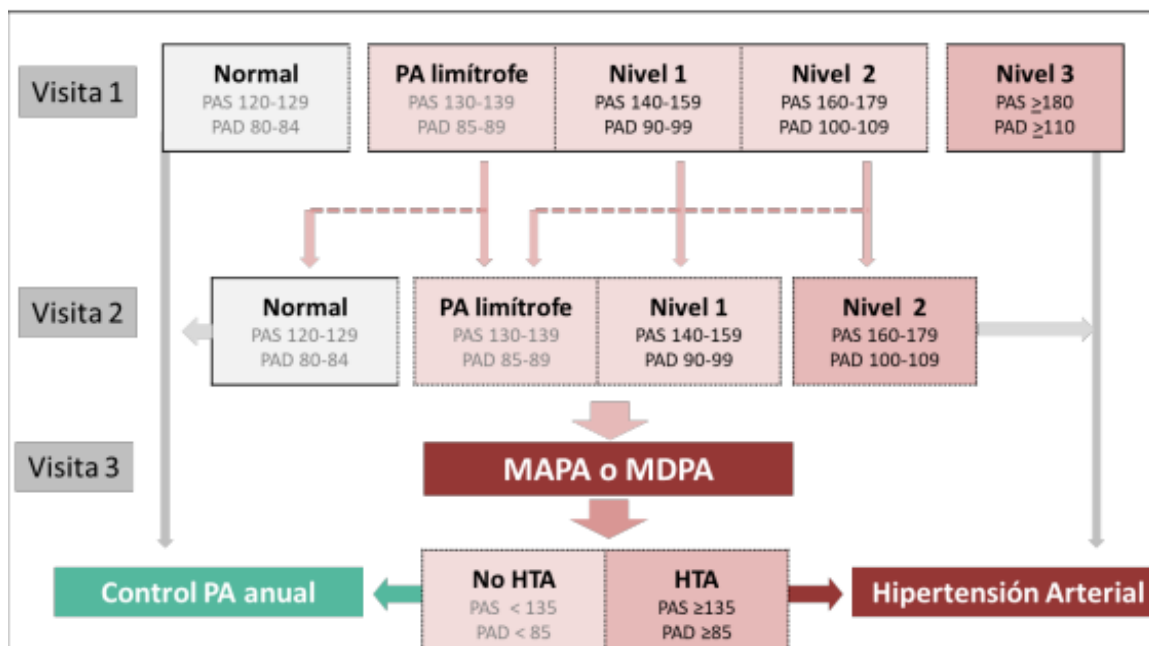 Visita 1
Normal
PAS 120-129
PAD 80-84
PA limítrofe
PAS 130-139
PAD 85-89
Nivel 1
PAS 140-159
PAD 90-99
Nivel 2
PAS 160-179
PAD 100-109
Nivel 3
PAS ≥180
PAD ≥110
Visita 2
Normal
PAS 120-129
PAD 80-84
PA limítrofe
PAS 130-139
PAD 85-89
Nivel 1
PAS 140-159
PAD 90-99
Nivel 2
PAS 160-179
PAD 100-109
Visita 3
MAPA o MDPA
Control PA anual
No HTA
PAS < 135
PAD < 85
HTA
PAS ≥135
PAD ≥85
Hipertensión Arterial